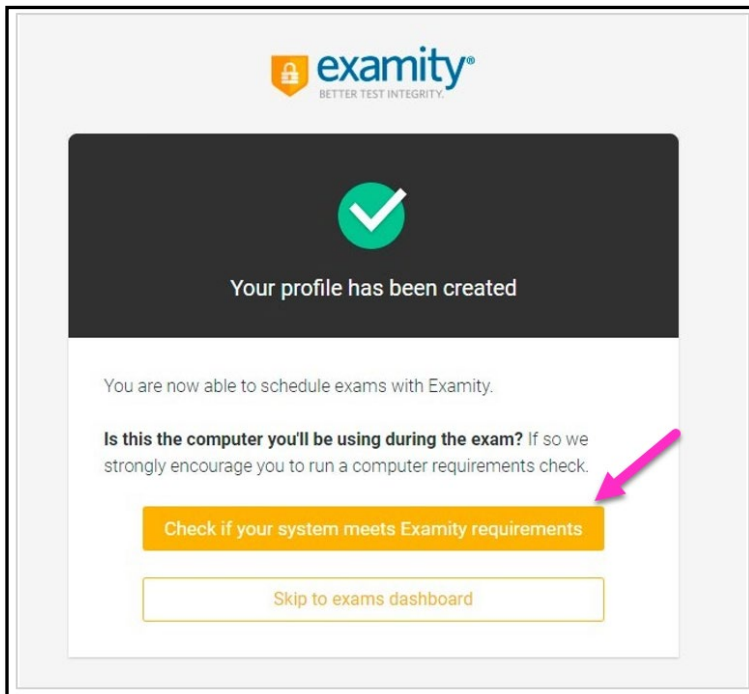 examity®
BETTER TEST INTEGRITY.
Your profile has been created
You are now able to schedule exams with Examity.
Is this the computer you'll be using during the exam? If so we
strongly encourage you to run a computer requirements check.
Check if your system meets Examity requirements
Skip to exams dashboard